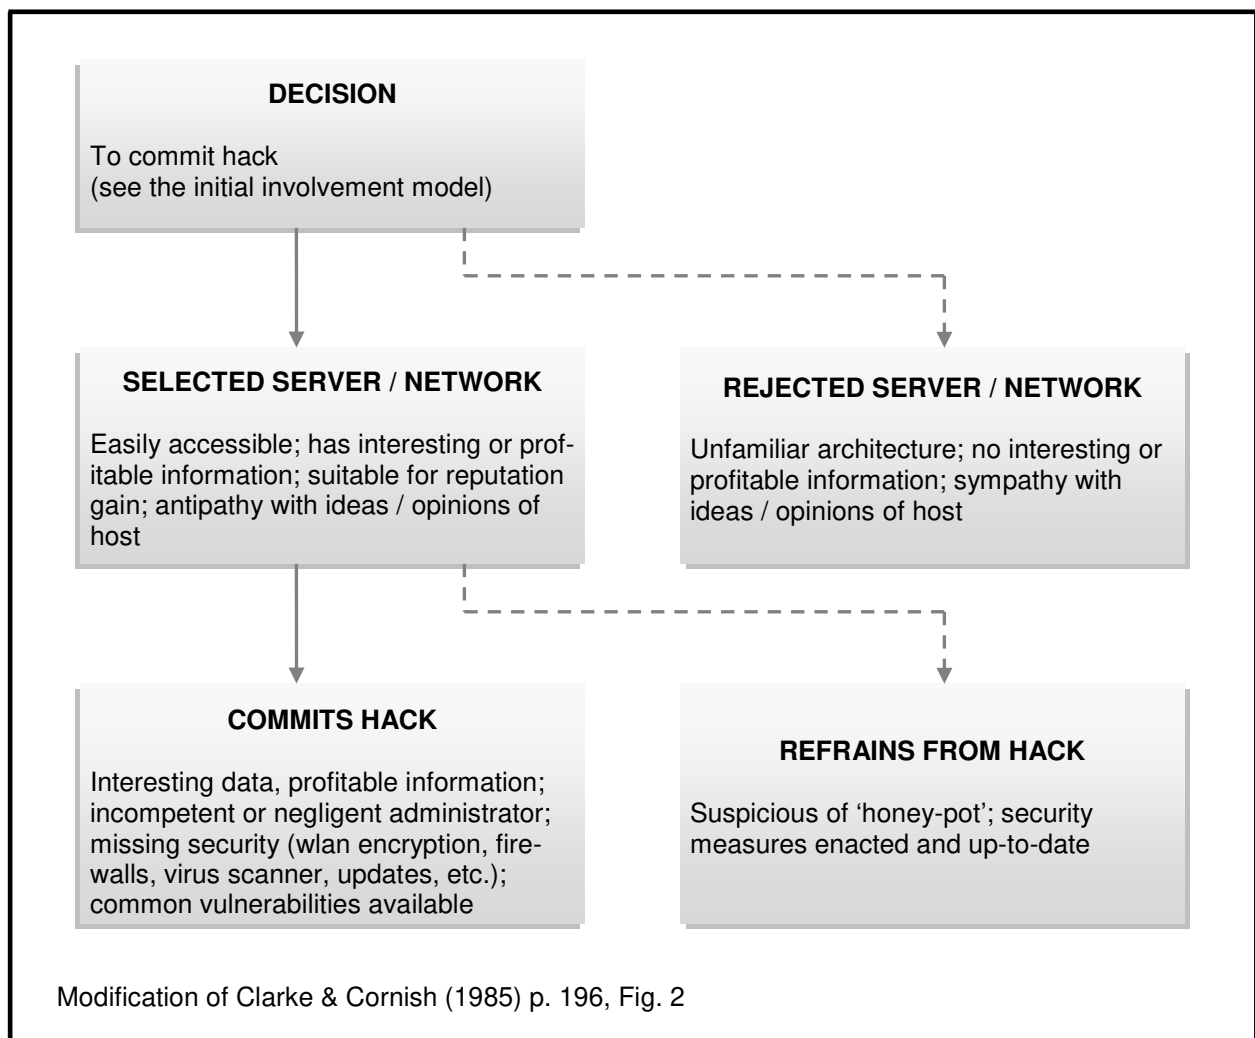 DECISION
To commit hack
(see the initial involvement model)
SELECTED SERVER / NETWORK
Easily accessible; has interesting or prof-
itable information; suitable for reputation
gain; antipathy with ideas / opinions of
host
REJECTED SERVER / NETWORK
Unfamiliar architecture; no interesting or
profitable information; sympathy with
ideas / opinions of host
COMMITS HACK
Interesting data, profitable information;
incompetent or negligent administrator;
missing security (wlan encryption, fire-
walls, virus scanner, updates, etc.);
common vulnerabilities available
REFRAINS FROM HACK
Suspicious of ‘honey-pot’; security
measures enacted and up-to-date
Modification of Clarke & Cornish (1985) p. 196, Fig. 2